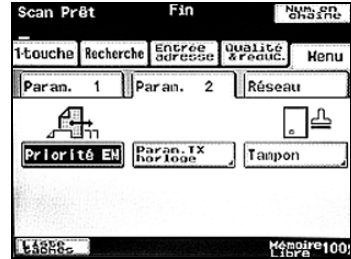 Scan Prêt Fin Num.en chaîne
1-touche Recherche Entrée adresse Qualité &réduc. Menu
Param. 1 Param. 2 Réseau
Priorité EM Param.TX horloge Tampon
Liste tâches Mémoire Libre 100%